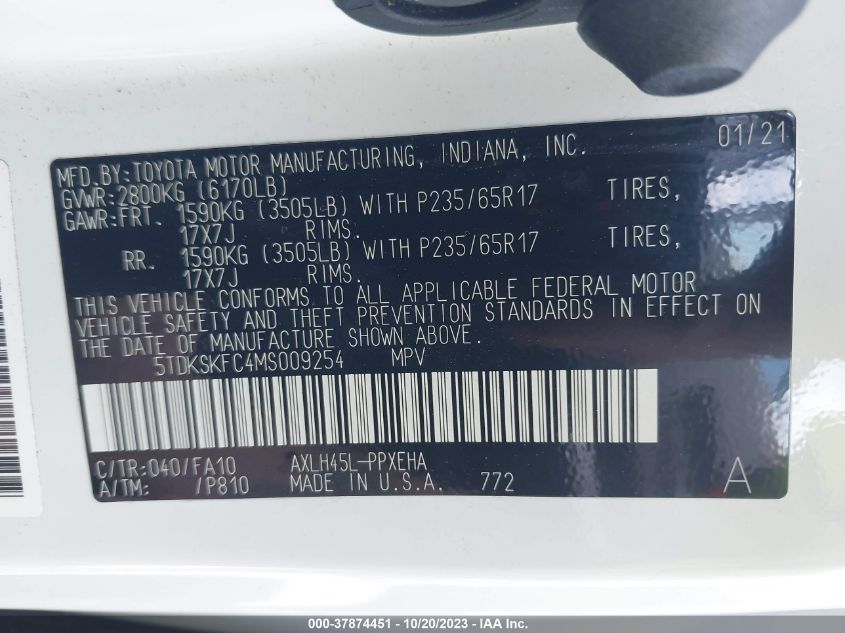 MFD.BY:TOYOTA MOTOR MANUFACTURING, INDIANA, INC. 01/21
GVWR:2800KG (6170LB)
GAWR:FRT. 1590KG (3505LB) WITH P235/65R17 TIRES,
17X7J RIMS.
RR. 1590KG (3505LB) WITH P235/65R17 TIRES,
17X7J RIMS.
THIS VEHICLE CONFORMS TO ALL APPLICABLE FEDERAL MOTOR
VEHICLE SAFETY AND THEFT PREVENTION STANDARDS IN EFFECT ON
THE DATE OF MANUFACTURE SHOWN ABOVE.
5TDKSKFC4MS009254 MPV
C/TR:040/FA10 AXLH45L-PPXEHA
A/TM: /P810 MADE IN U.S.A. 772 A
000-37874451 - 10/20/2023 - IAA Inc.